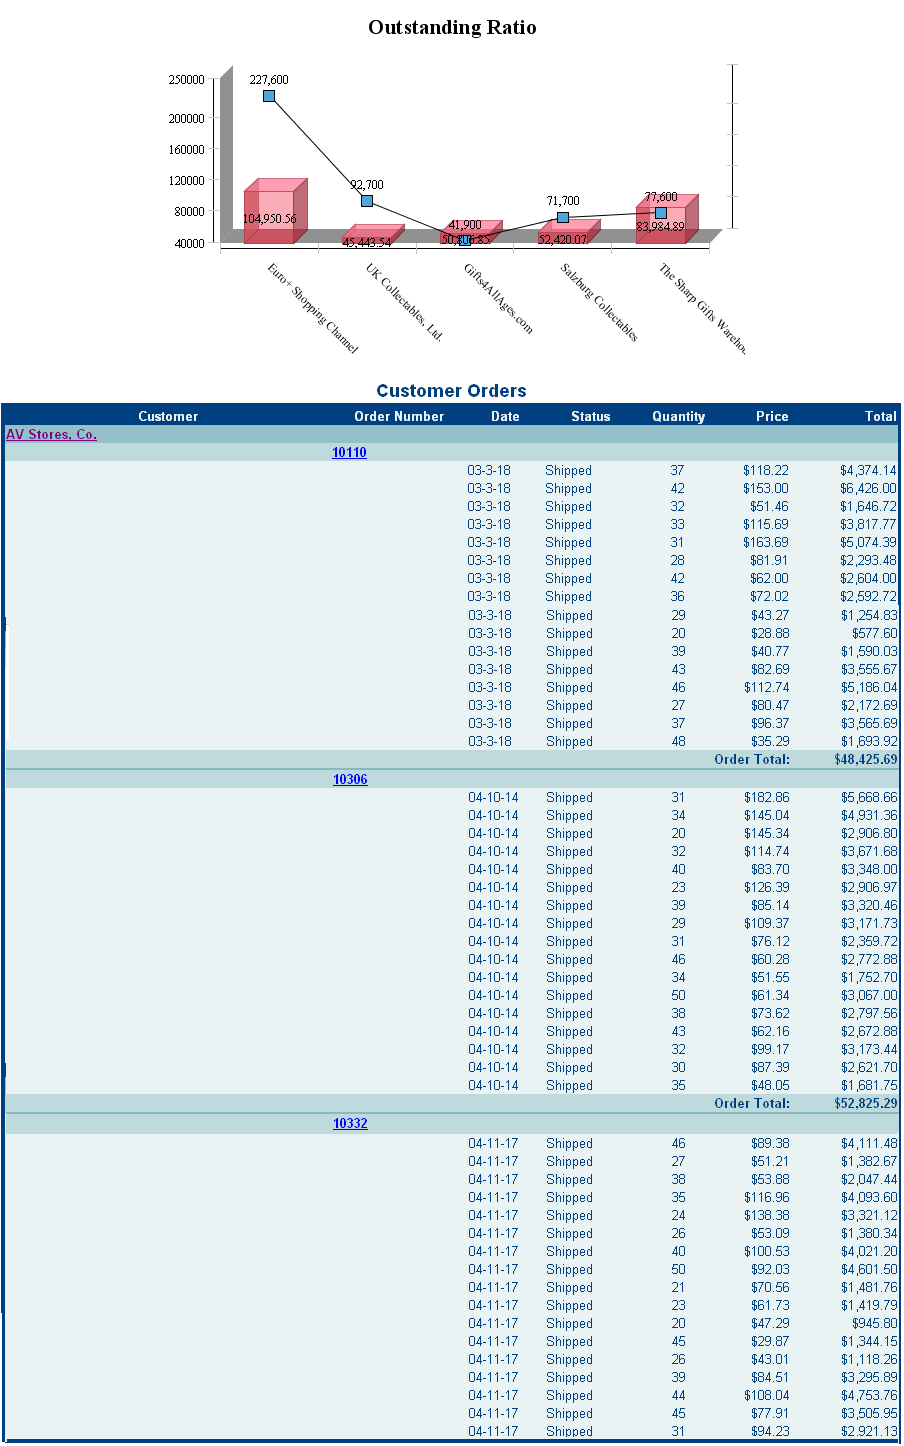 Outstanding Ratio
250000
200000
160000
120000
80000
40000
227,600
92,700
41,900
71,700
77,600
104,950.56
45,443.54
52,420.07
83,984.89
Euro+ Shopping Channel
UK Collectables, Ltd.
Gifts4AllAges.com
Salzburg Collectables
The Sharp Gifts Warehou
Customer Orders
Customer Order Number Date Status Quantity Price Total
AV Stores, Co.
10110
03-3-18 Shipped 37 $118.22 $4,374.14
03-3-18 Shipped 42 $153.00 $6,426.00
03-3-18 Shipped 32 $51.46 $1,646.72
03-3-18 Shipped 33 $115.69 $3,817.77
03-3-18 Shipped 31 $163.69 $5,074.39
03-3-18 Shipped 28 $81.91 $2,293.48
03-3-18 Shipped 42 $62.00 $2,604.00
03-3-18 Shipped 36 $72.02 $2,592.72
03-3-18 Shipped 29 $43.27 $1,254.83
03-3-18 Shipped 20 $28.88 $577.60
03-3-18 Shipped 39 $40.77 $1,590.03
03-3-18 Shipped 43 $82.69 $3,555.67
03-3-18 Shipped 46 $112.74 $5,186.04
03-3-18 Shipped 27 $80.47 $2,172.69
03-3-18 Shipped 37 $96.37 $3,565.69
03-3-18 Shipped 48 $35.29 $1,693.92
Order Total: $48,425.69
10306
04-10-14 Shipped 31 $182.86 $5,668.66
04-10-14 Shipped 34 $145.04 $4,931.36
04-10-14 Shipped 20 $145.34 $2,906.80
04-10-14 Shipped 32 $114.74 $3,671.68
04-10-14 Shipped 40 $83.70 $3,348.00
04-10-14 Shipped 23 $126.39 $2,906.97
04-10-14 Shipped 39 $85.14 $3,320.46
04-10-14 Shipped 29 $109.37 $3,171.73
04-10-14 Shipped 31 $76.12 $2,359.72
04-10-14 Shipped 46 $60.28 $2,772.88
04-10-14 Shipped 34 $51.55 $1,752.70
04-10-14 Shipped 50 $61.34 $3,067.00
04-10-14 Shipped 38 $73.62 $2,797.56
04-10-14 Shipped 43 $62.16 $2,672.88
04-10-14 Shipped 32 $99.17 $3,173.44
04-10-14 Shipped 30 $87.39 $2,621.70
04-10-14 Shipped 35 $48.05 $1,681.75
Order Total: $52,825.29
10332
04-11-17 Shipped 46 $89.38 $4,111.48
04-11-17 Shipped 27 $51.21 $1,382.67
04-11-17 Shipped 38 $53.88 $2,047.44
04-11-17 Shipped 35 $116.96 $4,093.60
04-11-17 Shipped 24 $138.38 $3,321.12
04-11-17 Shipped 26 $53.09 $1,380.34
04-11-17 Shipped 40 $100.53 $4,021.20
04-11-17 Shipped 50 $92.03 $4,601.50
04-11-17 Shipped 21 $70.56 $1,481.76
04-11-17 Shipped 23 $61.73 $1,419.79
04-11-17 Shipped 20 $47.29 $945.80
04-11-17 Shipped 45 $29.87 $1,344.15
04-11-17 Shipped 26 $43.01 $1,118.26
04-11-17 Shipped 39 $84.51 $3,295.89
04-11-17 Shipped 44 $108.04 $4,753.76
04-11-17 Shipped 45 $77.91 $3,505.95
04-11-17 Shipped 31 $94.23 $2,921.13